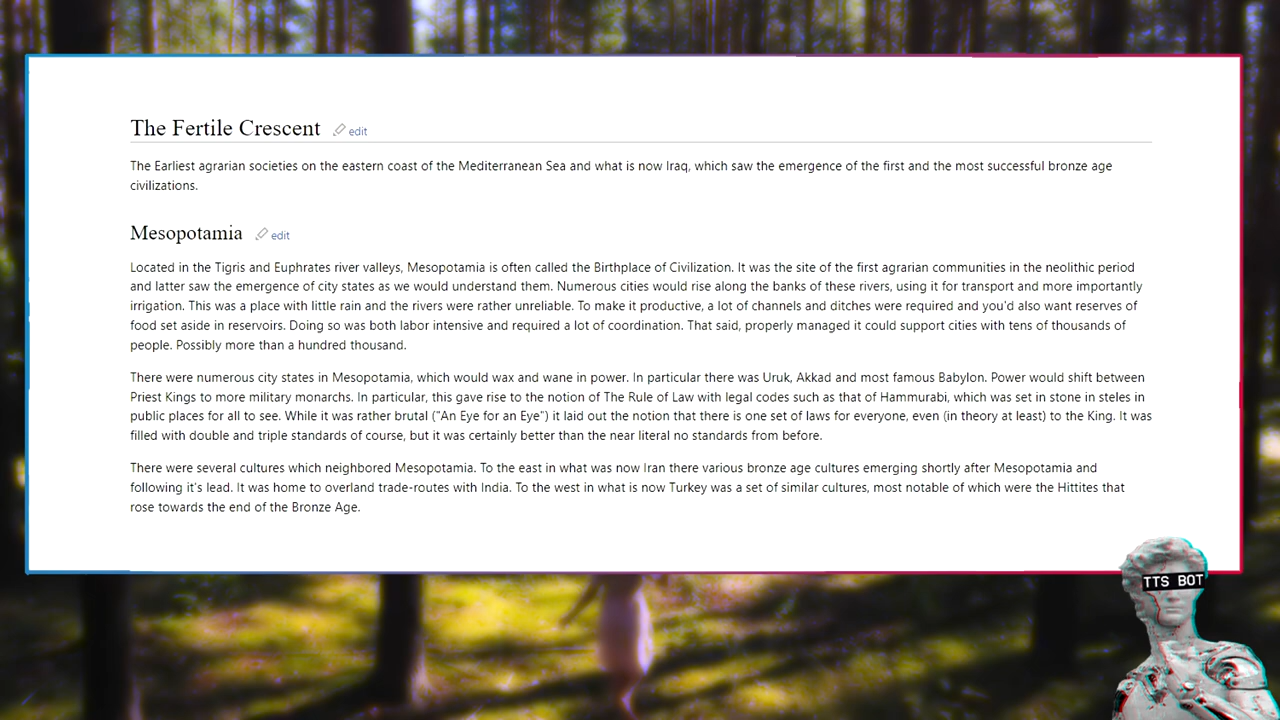 The Fertile Crescent edit
The Earliest agrarian societies on the eastern coast of the Mediterranean Sea and what is now Iraq, which saw the emergence of the first and the most successful bronze age
civilizations.
Mesopotamia edit
Located in the Tigris and Euphrates river valleys, Mesopotamia is often called the Birthplace of Civilization. It was the site of the first agrarian communities in the neolithic period
and latter saw the emergence of city states as we would understand them. Numerous cities would rise along the banks of these rivers, using it for transport and more importantly
irrigation. This was a place with little rain and the rivers were rather unreliable. To make it productive, a lot of channels and ditches were required and you'd also want reserves of
food set aside in reservoirs. Doing so was both labor intensive and required a lot of coordination. That said, properly managed it could support cities with tens of thousands of
people. Possibly more than a hundred thousand.
There were numerous city states in Mesopotamia, which would wax and wane in power. In particular there was Uruk, Akkad and most famous Babylon. Power would shift between
Priest Kings to more military monarchs. In particular, this gave rise to the notion of The Rule of Law with legal codes such as that of Hammurabi, which was set in stone in steles in
public places for all to see. While it was rather brutal ("An Eye for an Eye") it laid out the notion that there is one set of laws for everyone, even (in theory at least) to the King. It was
filled with double and triple standards of course, but it was certainly better than the near literal no standards from before.
There were several cultures which neighbored Mesopotamia. To the east in what was now Iran there various bronze age cultures emerging shortly after Mesopotamia and
following it's lead. It was home to overland trade-routes with India. To the west in what is now Turkey was a set of similar cultures, most notable of which were the Hittites that
rose towards the end of the Bronze Age.
TTS BOT